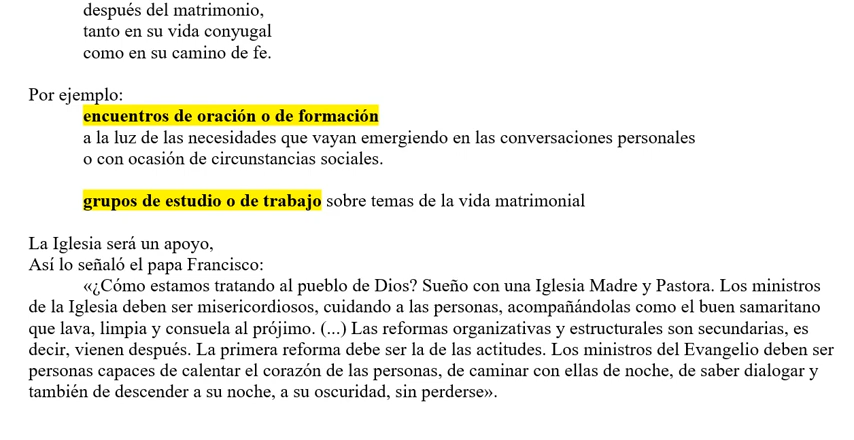 después del matrimonio,
tanto en su vida conyugal
como en su camino de fe.
Por ejemplo:
encuentros de oración o de formación
a la luz de las necesidades que vayan emergiendo en las conversaciones personales
o con ocasión de circunstancias sociales.
grupos de estudio o de trabajo sobre temas de la vida matrimonial
La Iglesia será un apoyo,
Así lo señaló el papa Francisco:
«¿Cómo estamos tratando al pueblo de Dios? Sueño con una Iglesia Madre y Pastora. Los ministros
de la Iglesia deben ser misericordiosos, cuidando a las personas, acompañándolas como el buen samaritano
que lava, limpia y consuela al prójimo. (...) Las reformas organizativas y estructurales son secundarias, es
decir, vienen después. La primera reforma debe ser la de las actitudes. Los ministros del Evangelio deben ser
personas capaces de calentar el corazón de las personas, de caminar con ellas de noche, de saber dialogar y
también de descender a su noche, a su oscuridad, sin perderse».